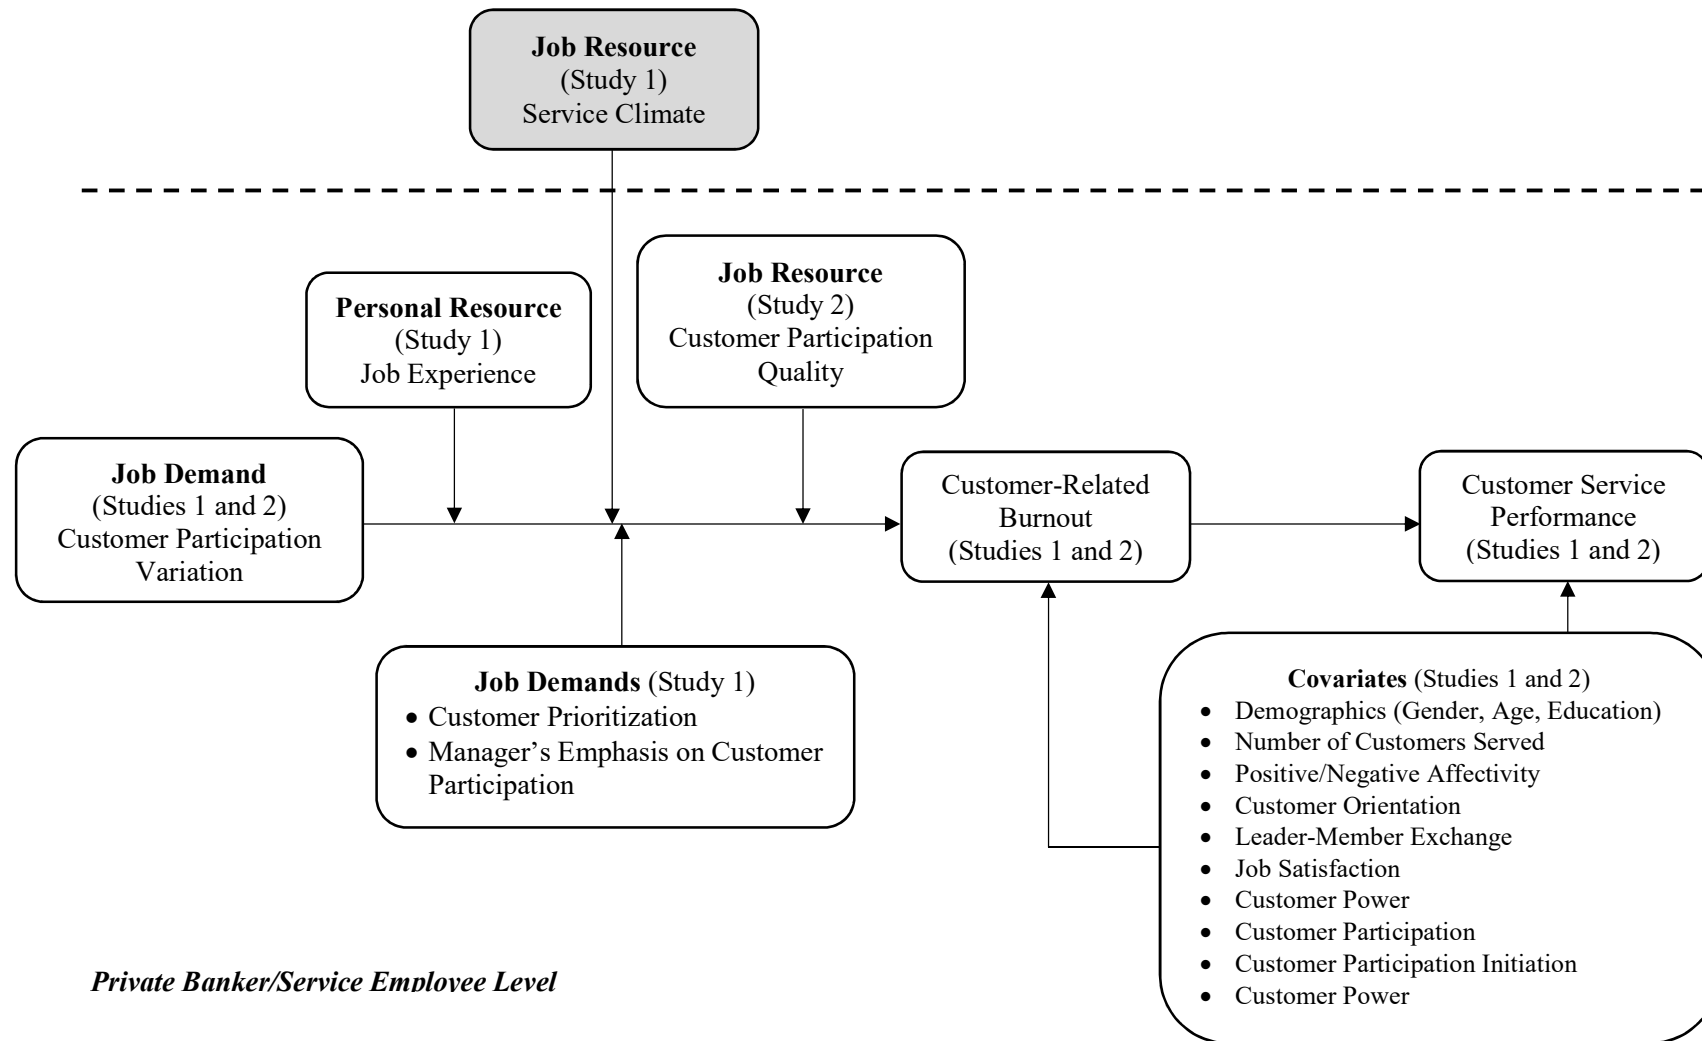 Job Resource
(Study 1)
Service Climate
Personal Resource
(Study 1)
Job Experience
Job Resource
(Study 2)
Customer Participation
Quality
Job Demand
(Studies 1 and 2)
Customer Participation
Variation
Customer-Related
Burnout
(Studies 1 and 2)
Customer Service
Performance
(Studies 1 and 2)
Job Demands (Study 1)
• Customer Prioritization
• Manager’s Emphasis on Customer
Participation
Covariates (Studies 1 and 2)
• Demographics (Gender, Age, Education)
• Number of Customers Served
• Positive/Negative Affectivity
• Customer Orientation
• Leader-Member Exchange
• Job Satisfaction
• Customer Power
• Customer Participation
• Customer Participation Initiation
• Customer Power
Private Banker/Service Employee Level